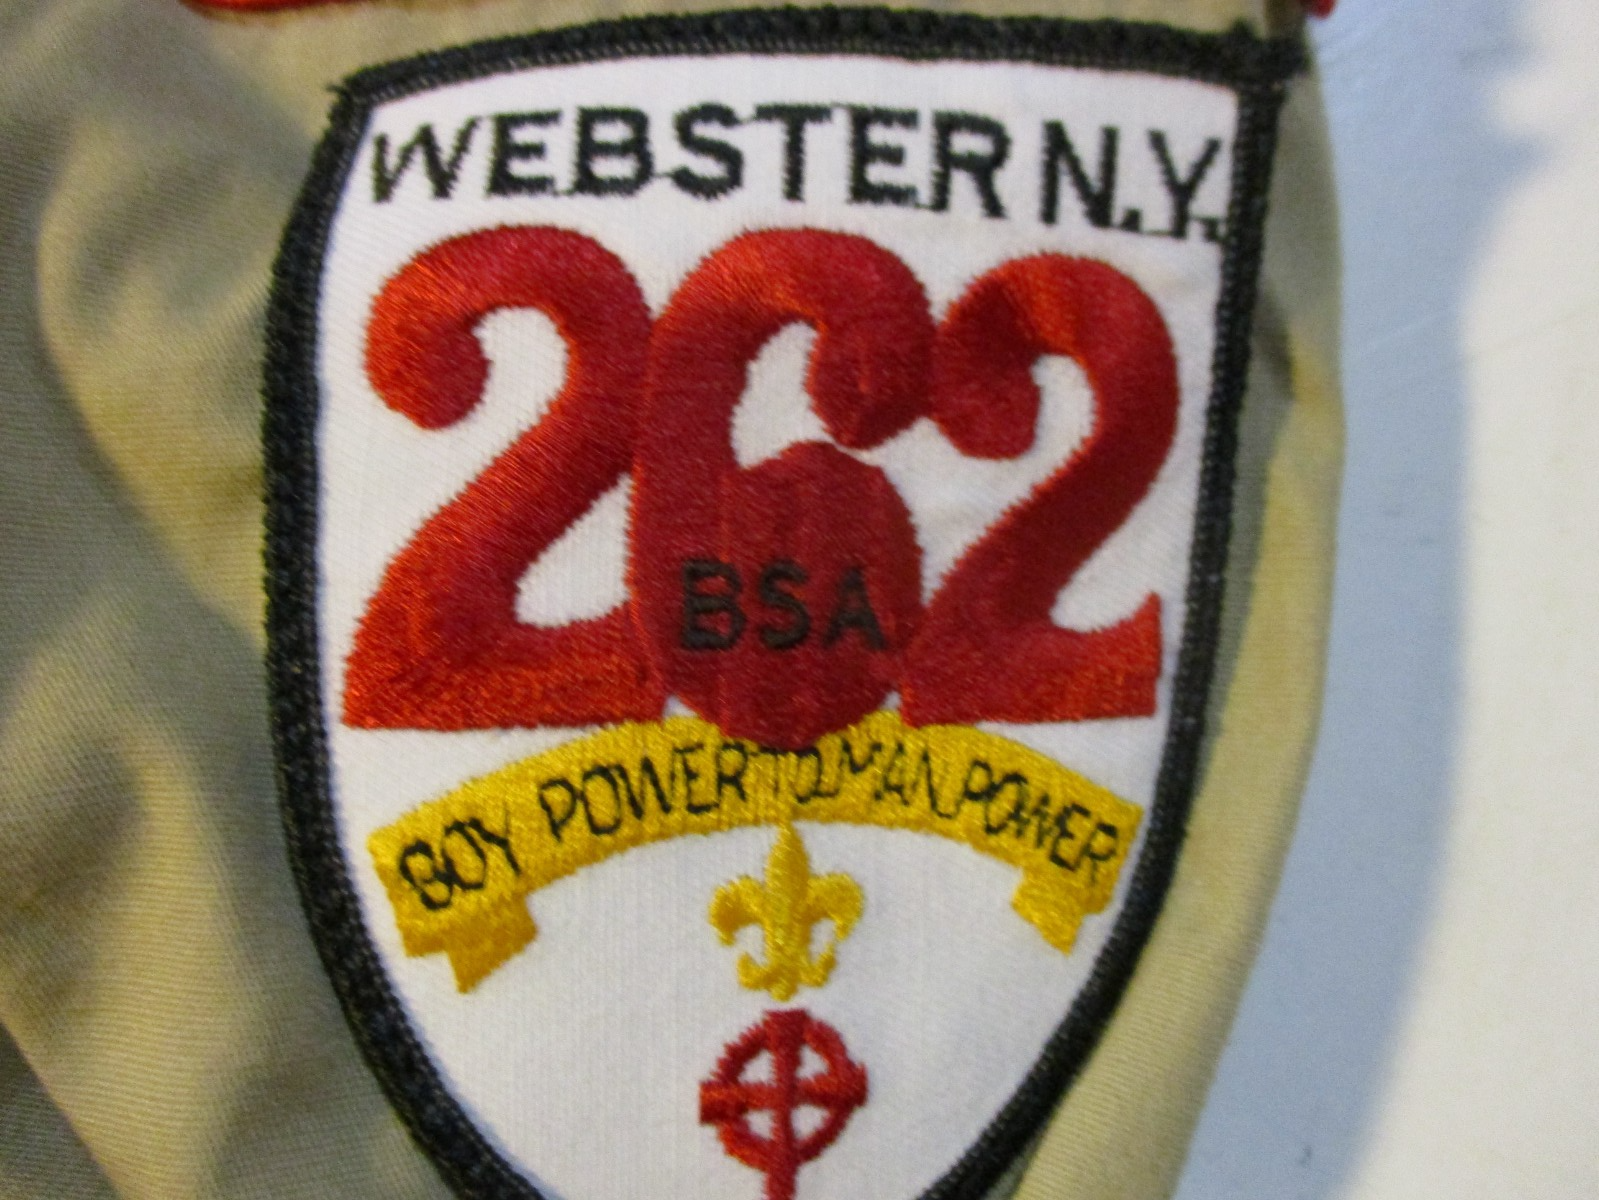 WEBSTER N.Y.
262
BSA
BOY POWER TO MAN POWER